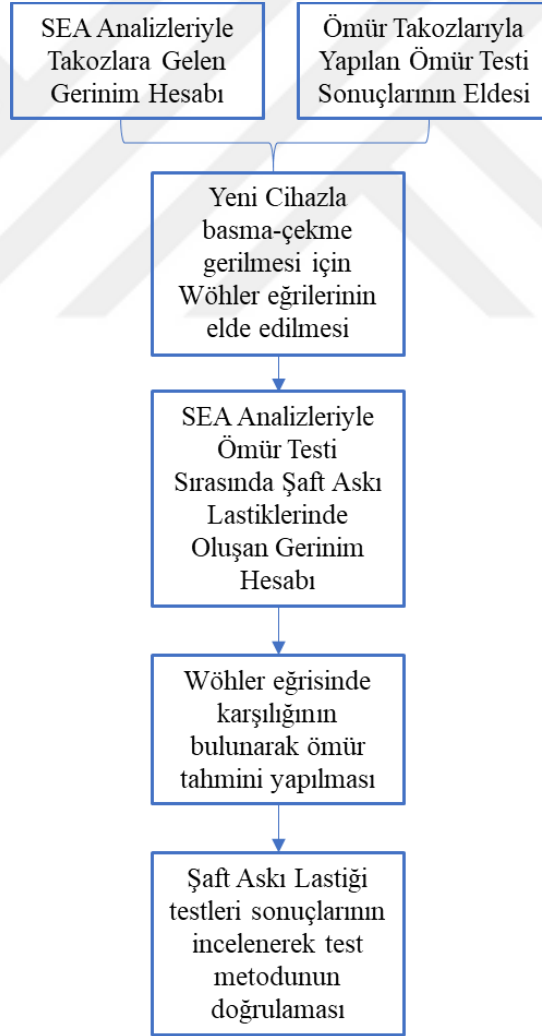 SEA Analizleriyle
Takozlara Gelen
Gerinim Hesabı
Ömür Takozlarıyla
Yapılan Ömür Testi
Sonuçlarının Eldesi
Yeni Cihazla
basma-çekme
gerilmesi için
Wöhler eğrilerinin
elde edilmesi
SEA Analizleriyle
Ömür Testi
Sırasında Şaft Askı
Lastiklerinde
Oluşan Gerinim
Hesabı
Wöhler eğrisinde
karşılığının
bulunarak ömür
tahmini yapılması
Şaft Askı Lastiği
testleri sonuçlarının
incelenerek test
metodunun
doğrulaması